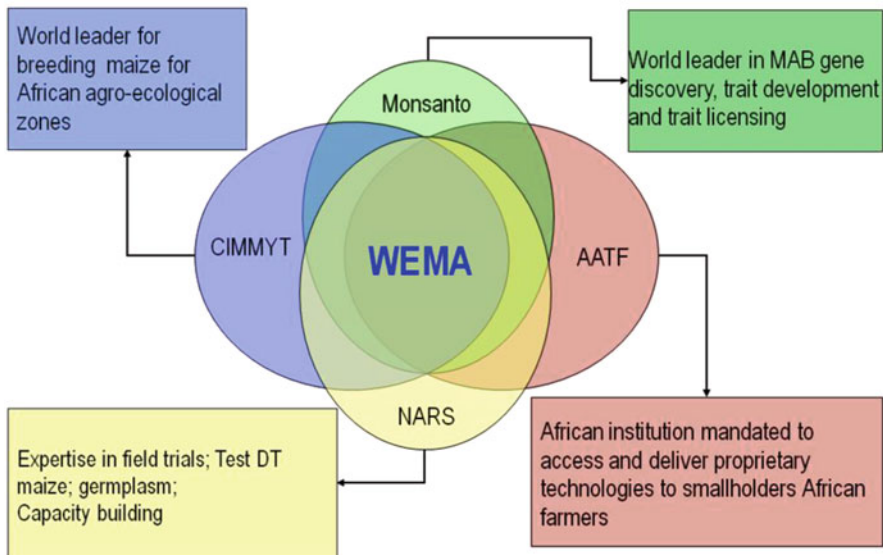 World leader for
breeding maize for
African agro-ecological
zones
World leader in MAB gene
discovery, trait development
and trait licensing
Monsanto
CIMMYT
WEMA
AATF
NARS
Expertise in field trials; Test DT
maize; germplasm;
Capacity building
African institution mandated to
access and deliver proprietary
technologies to smallholders African
farmers